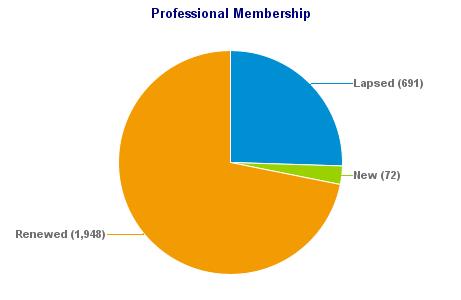 Professional Membership
Lapsed (691)
New (72)
Renewed (1,948)